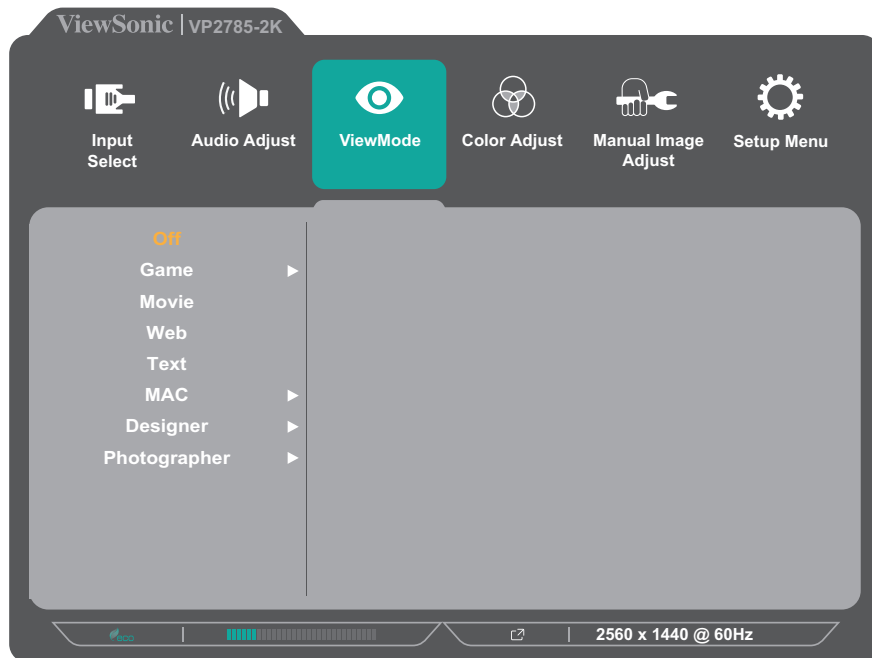 ViewSonic | VP2785-2K
Input
Select
Audio Adjust
ViewMode
Color Adjust
Manual Image
Adjust
Setup Menu
Off
Game
Movie
Web
Text
MAC
Designer
Photographer
eco
2560 x 1440 @ 60Hz